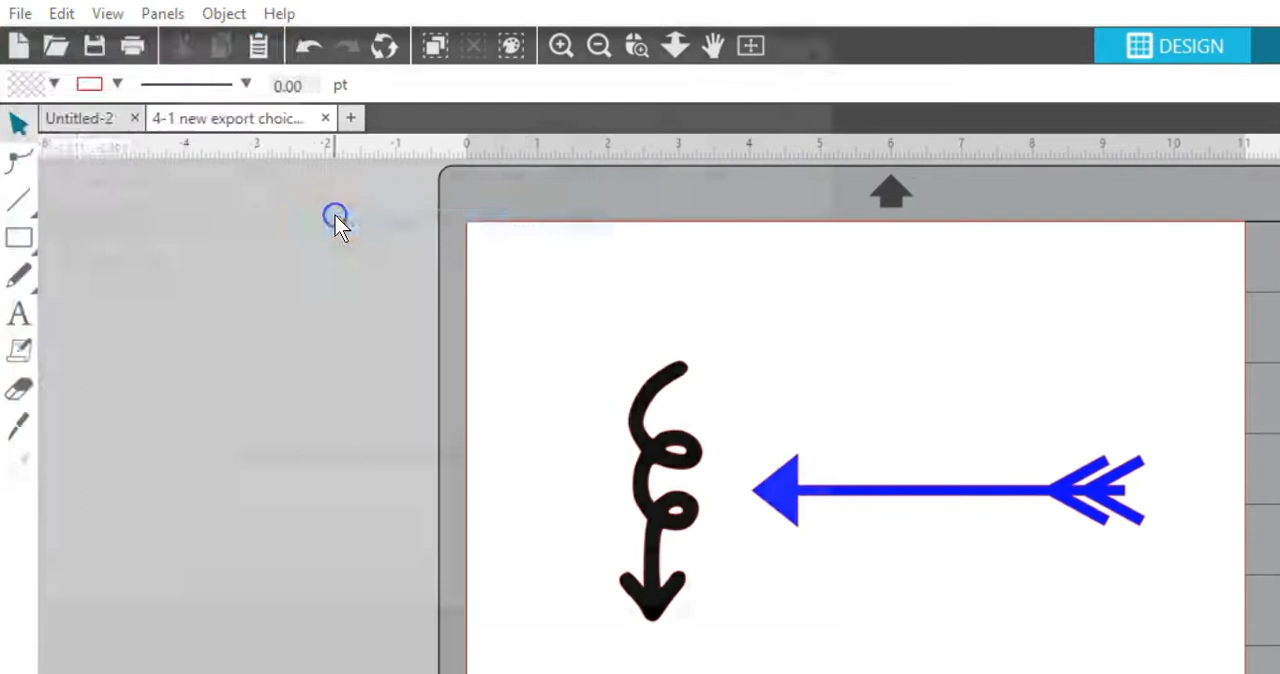 File Edit View Panels Object Help
DESIGN
0.00 pt
Untitled-2 × 4-1 new export choic... × +
-4 -2 -1 0 1 2 3 4 5 6 7 8 9 10 11
A